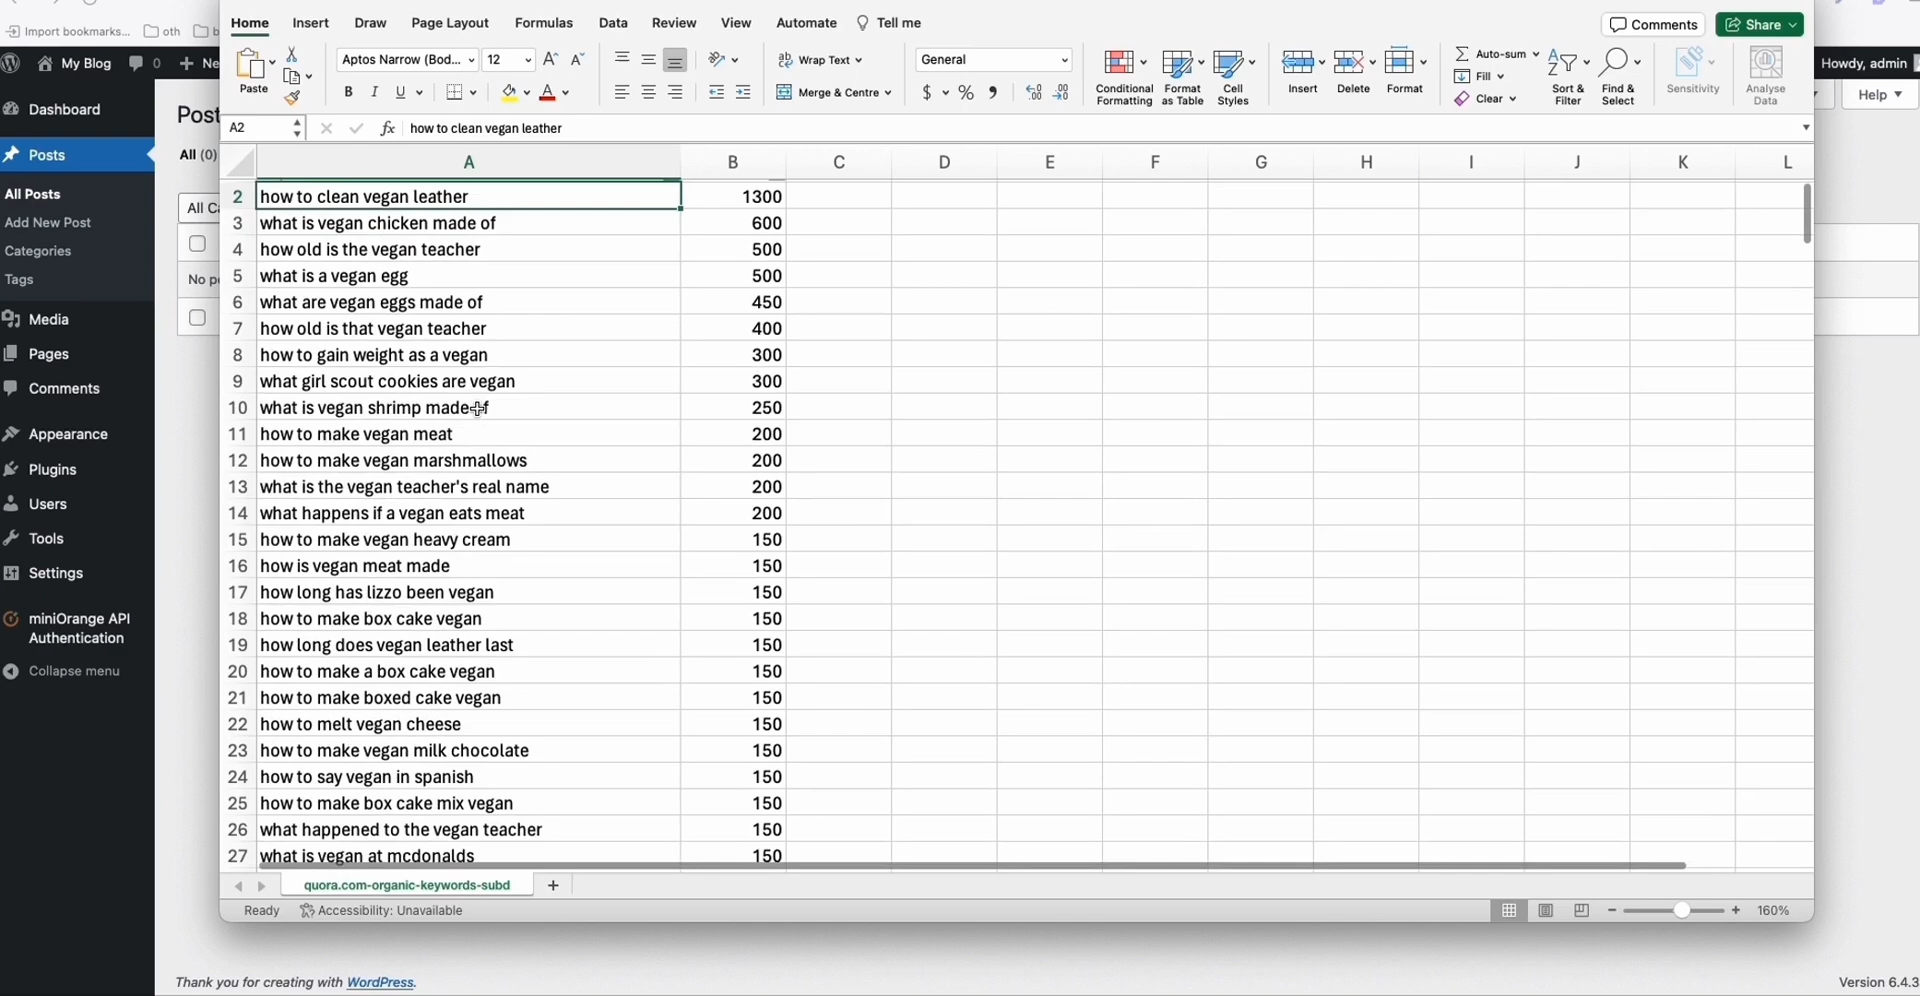 Home Insert Draw Page Layout Formulas Data Review View Automate Tell me Comments Share
Import bookmarks... oth
My Blog 0 + Ne
Howdy, admin
Paste
Aptos Narrow (Bod... 12
Wrap Text
General
Merge & Centre
Conditional Formatting
Format as Table
Cell Styles
Insert Delete Format
Auto-sum
Fill
Clear
Sort & Filter
Find & Select
Sensitivity
Analyse Data
Help
A2 fx how to clean vegan leather
A B C D E F G H I J K L
2 how to clean vegan leather 1300
3 what is vegan chicken made of 600
4 how old is the vegan teacher 500
5 what is a vegan egg 500
6 what are vegan eggs made of 450
7 how old is that vegan teacher 400
8 how to gain weight as a vegan 300
9 what girl scout cookies are vegan 300
10 what is vegan shrimp made of 250
11 how to make vegan meat 200
12 how to make vegan marshmallows 200
13 what is the vegan teacher's real name 200
14 what happens if a vegan eats meat 200
15 how to make vegan heavy cream 150
16 how is vegan meat made 150
17 how long has lizzo been vegan 150
18 how to make box cake vegan 150
19 how long does vegan leather last 150
20 how to make a box cake vegan 150
21 how to make boxed cake vegan 150
22 how to melt vegan cheese 150
23 how to make vegan milk chocolate 150
24 how to say vegan in spanish 150
25 how to make box cake mix vegan 150
26 what happened to the vegan teacher 150
27 what is vegan at mcdonalds 150
quora.com-organic-keywords-subd +
Ready Accessibility: Unavailable 160%
Dashboard
Posts
All Posts
Add New Post
Categories
Tags
Media
Pages
Comments
Appearance
Plugins
Users
Tools
Settings
miniOrange API
Authentication
Collapse menu
Post
All (0)
All Ca
No po
Thank you for creating with WordPress.
Version 6.4.3